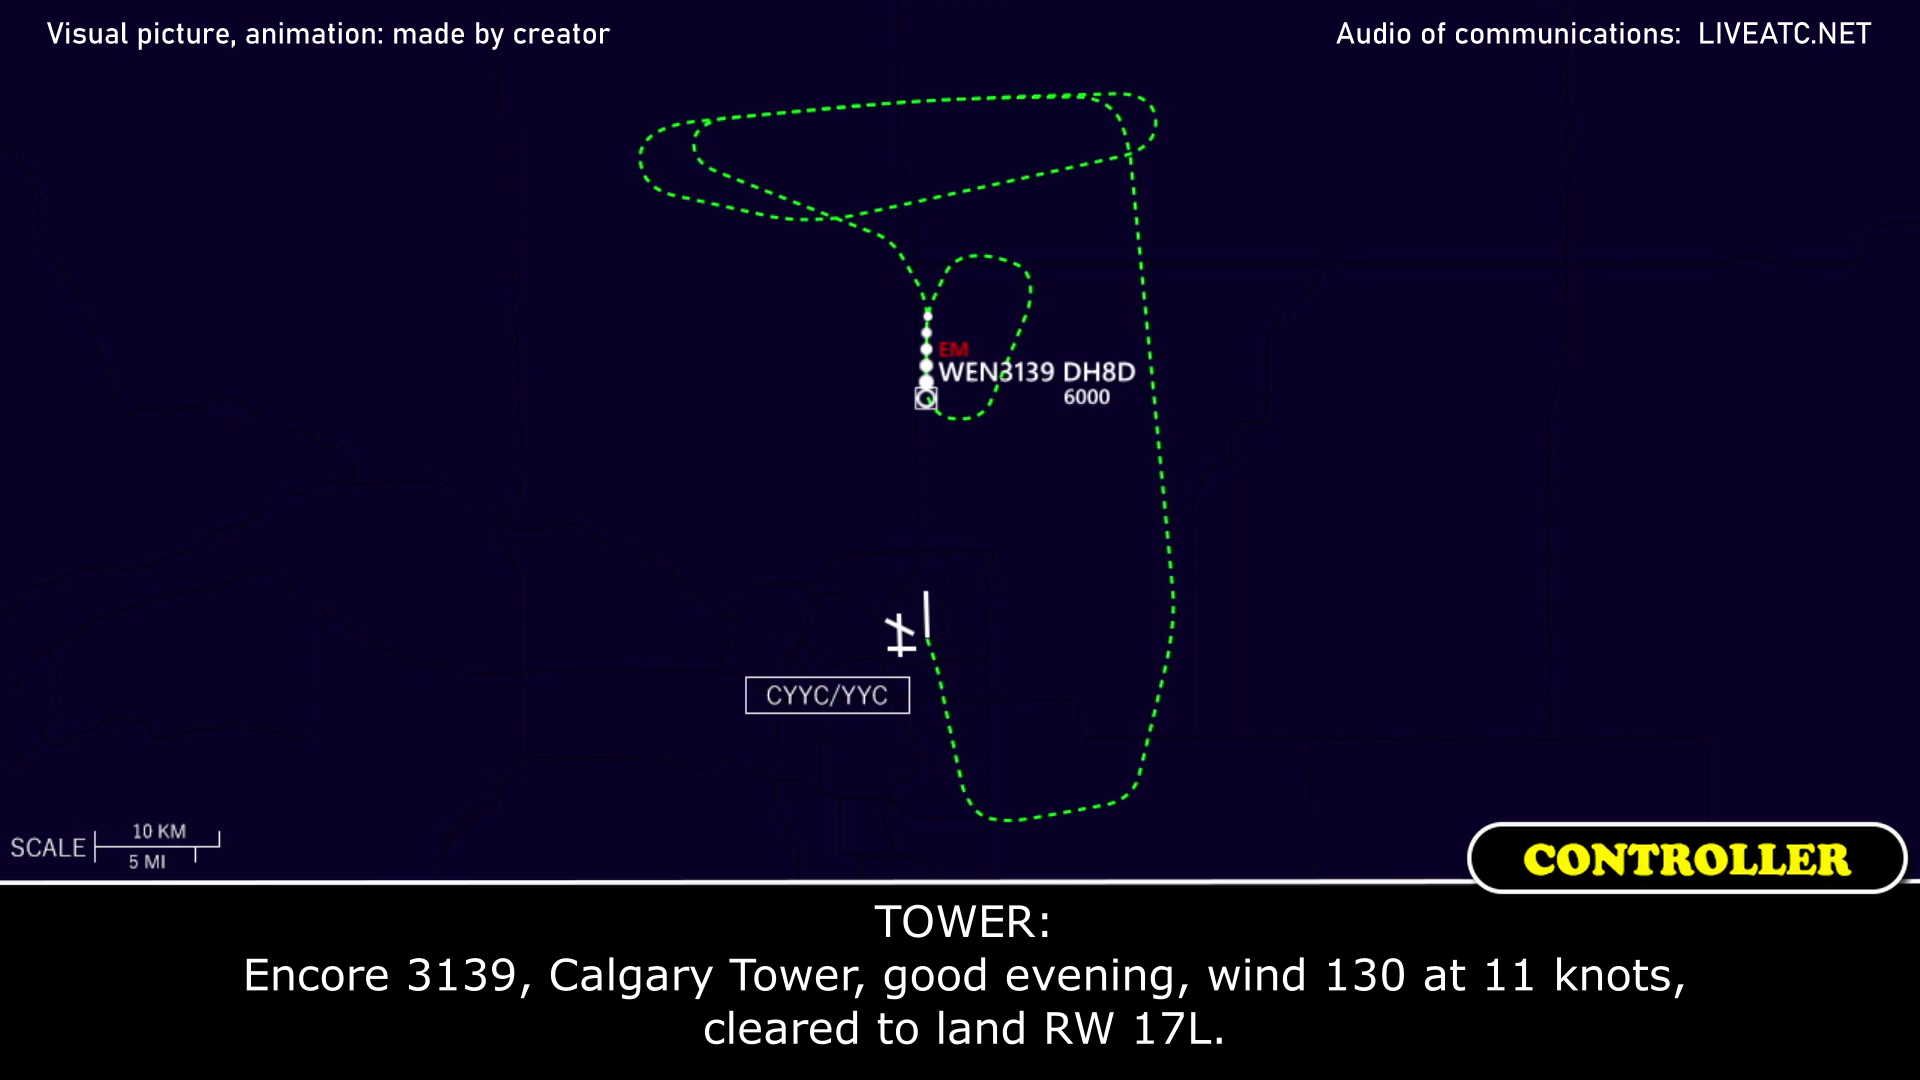 Visual picture, animation: made by creator
Audio of communications: LIVEATC.NET
EM
WEN3139 DH8D
6000
CYYC/YYC
10 KM
SCALE
5 MI
CONTROLLER
TOWER:
Encore 3139, Calgary Tower, good evening, wind 130 at 11 knots,
cleared to land RW 17L.